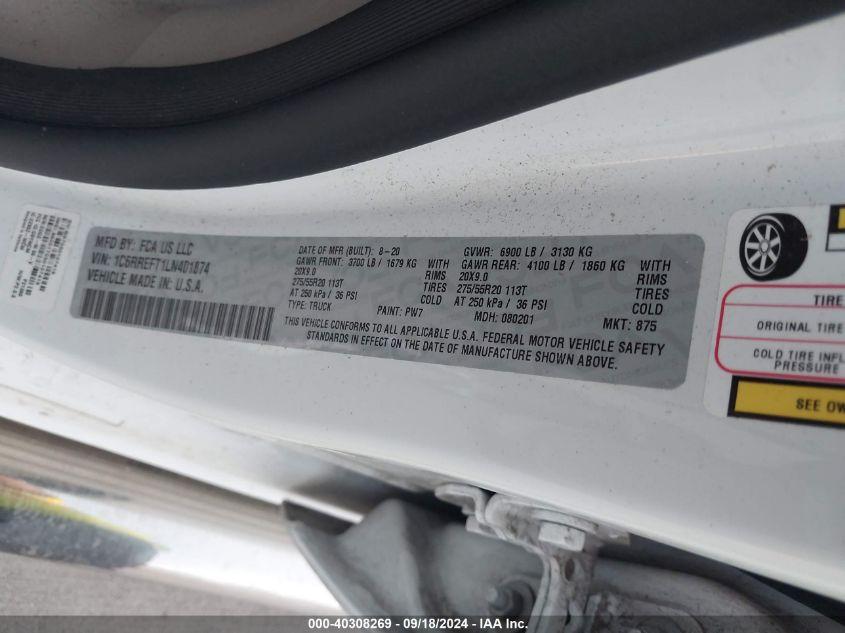 MFD BY: FCA US LLC
VIN: 1C6RREFT1LN401874
VEHICLE MADE IN: U.S.A.
DATE OF MFR (BUILT): 8-20 GVWR: 6900 LB / 3130 KG
GAWR FRONT: 3700 LB / 1679 KG WITH GAWR REAR: 4100 LB / 1860 KG WITH
20X9.0 RIMS 20X9.0 RIMS
275/55R20 113T TIRES 275/55R20 113T TIRES
AT 250 kPa / 36 PSI COLD AT 250 kPa / 36 PSI COLD
TYPE: TRUCK PAINT: PW7 MDH: 080201 MKT: 875
THIS VEHICLE CONFORMS TO ALL APPLICABLE U.S.A. FEDERAL MOTOR VEHICLE SAFETY
STANDARDS IN EFFECT ON THE DATE OF MANUFACTURE SHOWN ABOVE.
TIRE
ORIGINAL TIRE
COLD TIRE INFL
PRESSURE
SEE OW
000-40308269 - 09/18/2024 - IAA Inc.